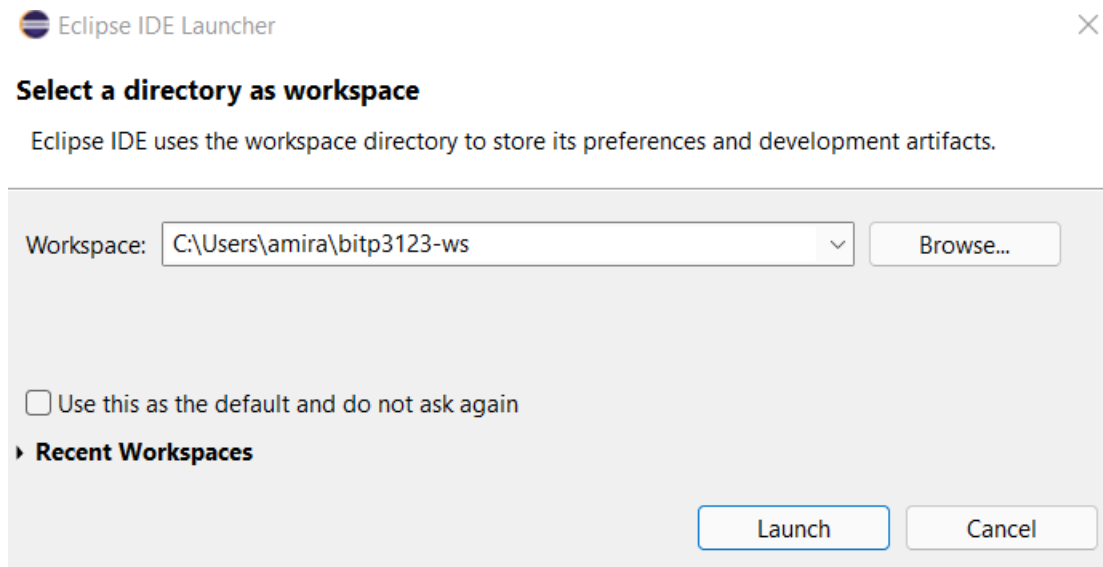 Eclipse IDE Launcher
Select a directory as workspace
Eclipse IDE uses the workspace directory to store its preferences and development artifacts.
Workspace: C:\Users\amira\bitp3123-ws Browse...
Use this as the default and do not ask again
Recent Workspaces
Launch Cancel